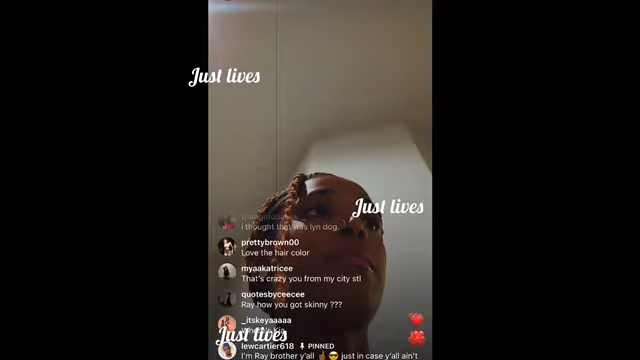 Just lives
Just lives
i thought that was lyn dog.
prettybrown00
Love the hair color
myaakatricee
That's crazy you from my city stl
quotesbyceecee
Ray how you got skinny ???
_itskeyaaaaa
Just lives
lewcartier618 PINNED
I'm Ray brother y'all 🤞🏾😎 just in case y'all ain't